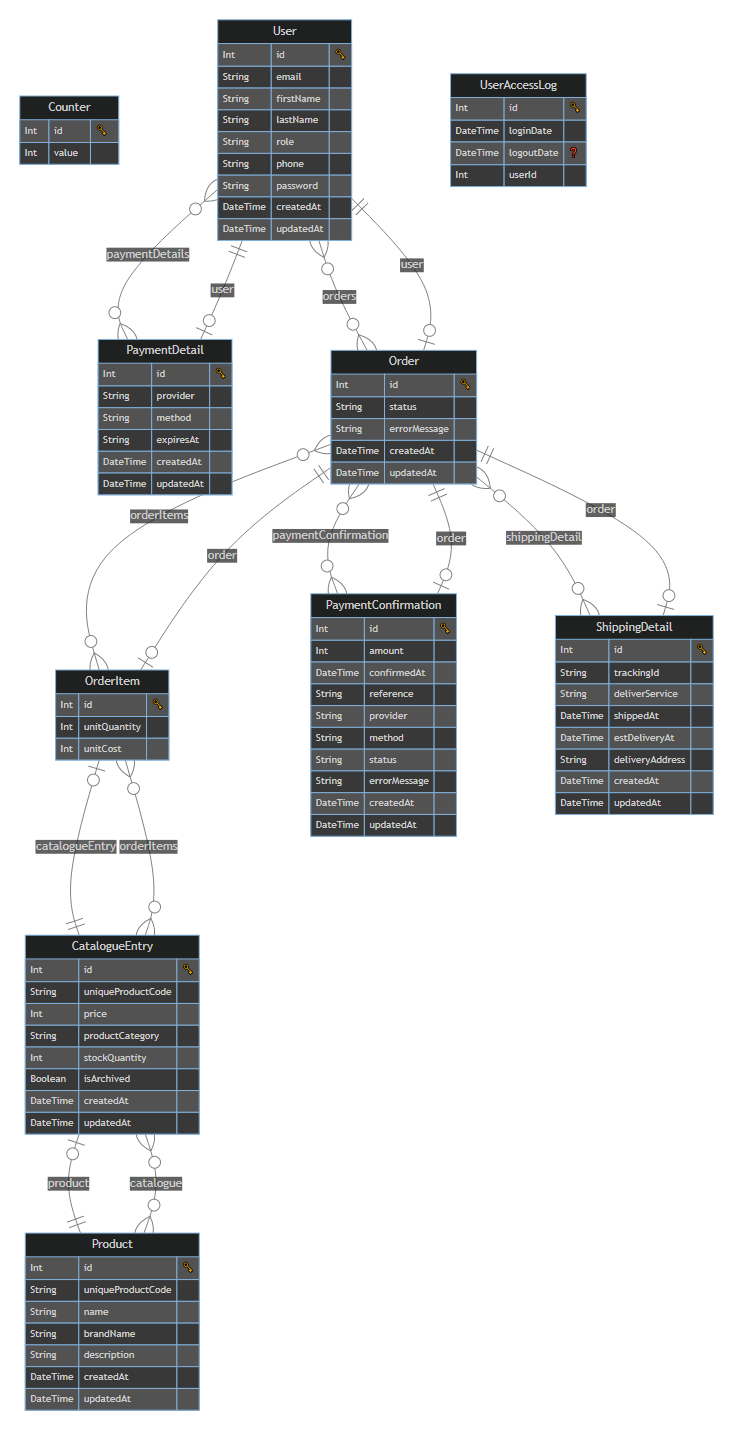 User
Int id
String email
String firstName
String lastName
String role
String phone
String password
DateTime createdAt
DateTime updatedAt
UserAccessLog
Int id
DateTime loginDate
DateTime logoutDate ?
Int userId
Counter
Int id
Int value
paymentDetails
user
orders
user
PaymentDetail
Int id
String provider
String method
String expiresAt
DateTime createdAt
DateTime updatedAt
Order
Int id
String status
String errorMessage
DateTime createdAt
DateTime updatedAt
orderItems
order
paymentConfirmation
order
shippingDetail
order
PaymentConfirmation
Int id
Int amount
DateTime confirmedAt
String reference
String provider
String method
String status
String errorMessage
DateTime createdAt
DateTime updatedAt
ShippingDetail
Int id
String trackingId
String deliverService
DateTime shippedAt
DateTime estDeliveryAt
String deliveryAddress
DateTime createdAt
DateTime updatedAt
OrderItem
Int id
Int unitQuantity
Int unitCost
catalogueEntry
orderItems
CatalogueEntry
Int id
String uniqueProductCode
Int price
String productCategory
Int stockQuantity
Boolean isArchived
DateTime createdAt
DateTime updatedAt
product
catalogue
Product
Int id
String uniqueProductCode
String name
String brandName
String description
DateTime createdAt
DateTime updatedAt